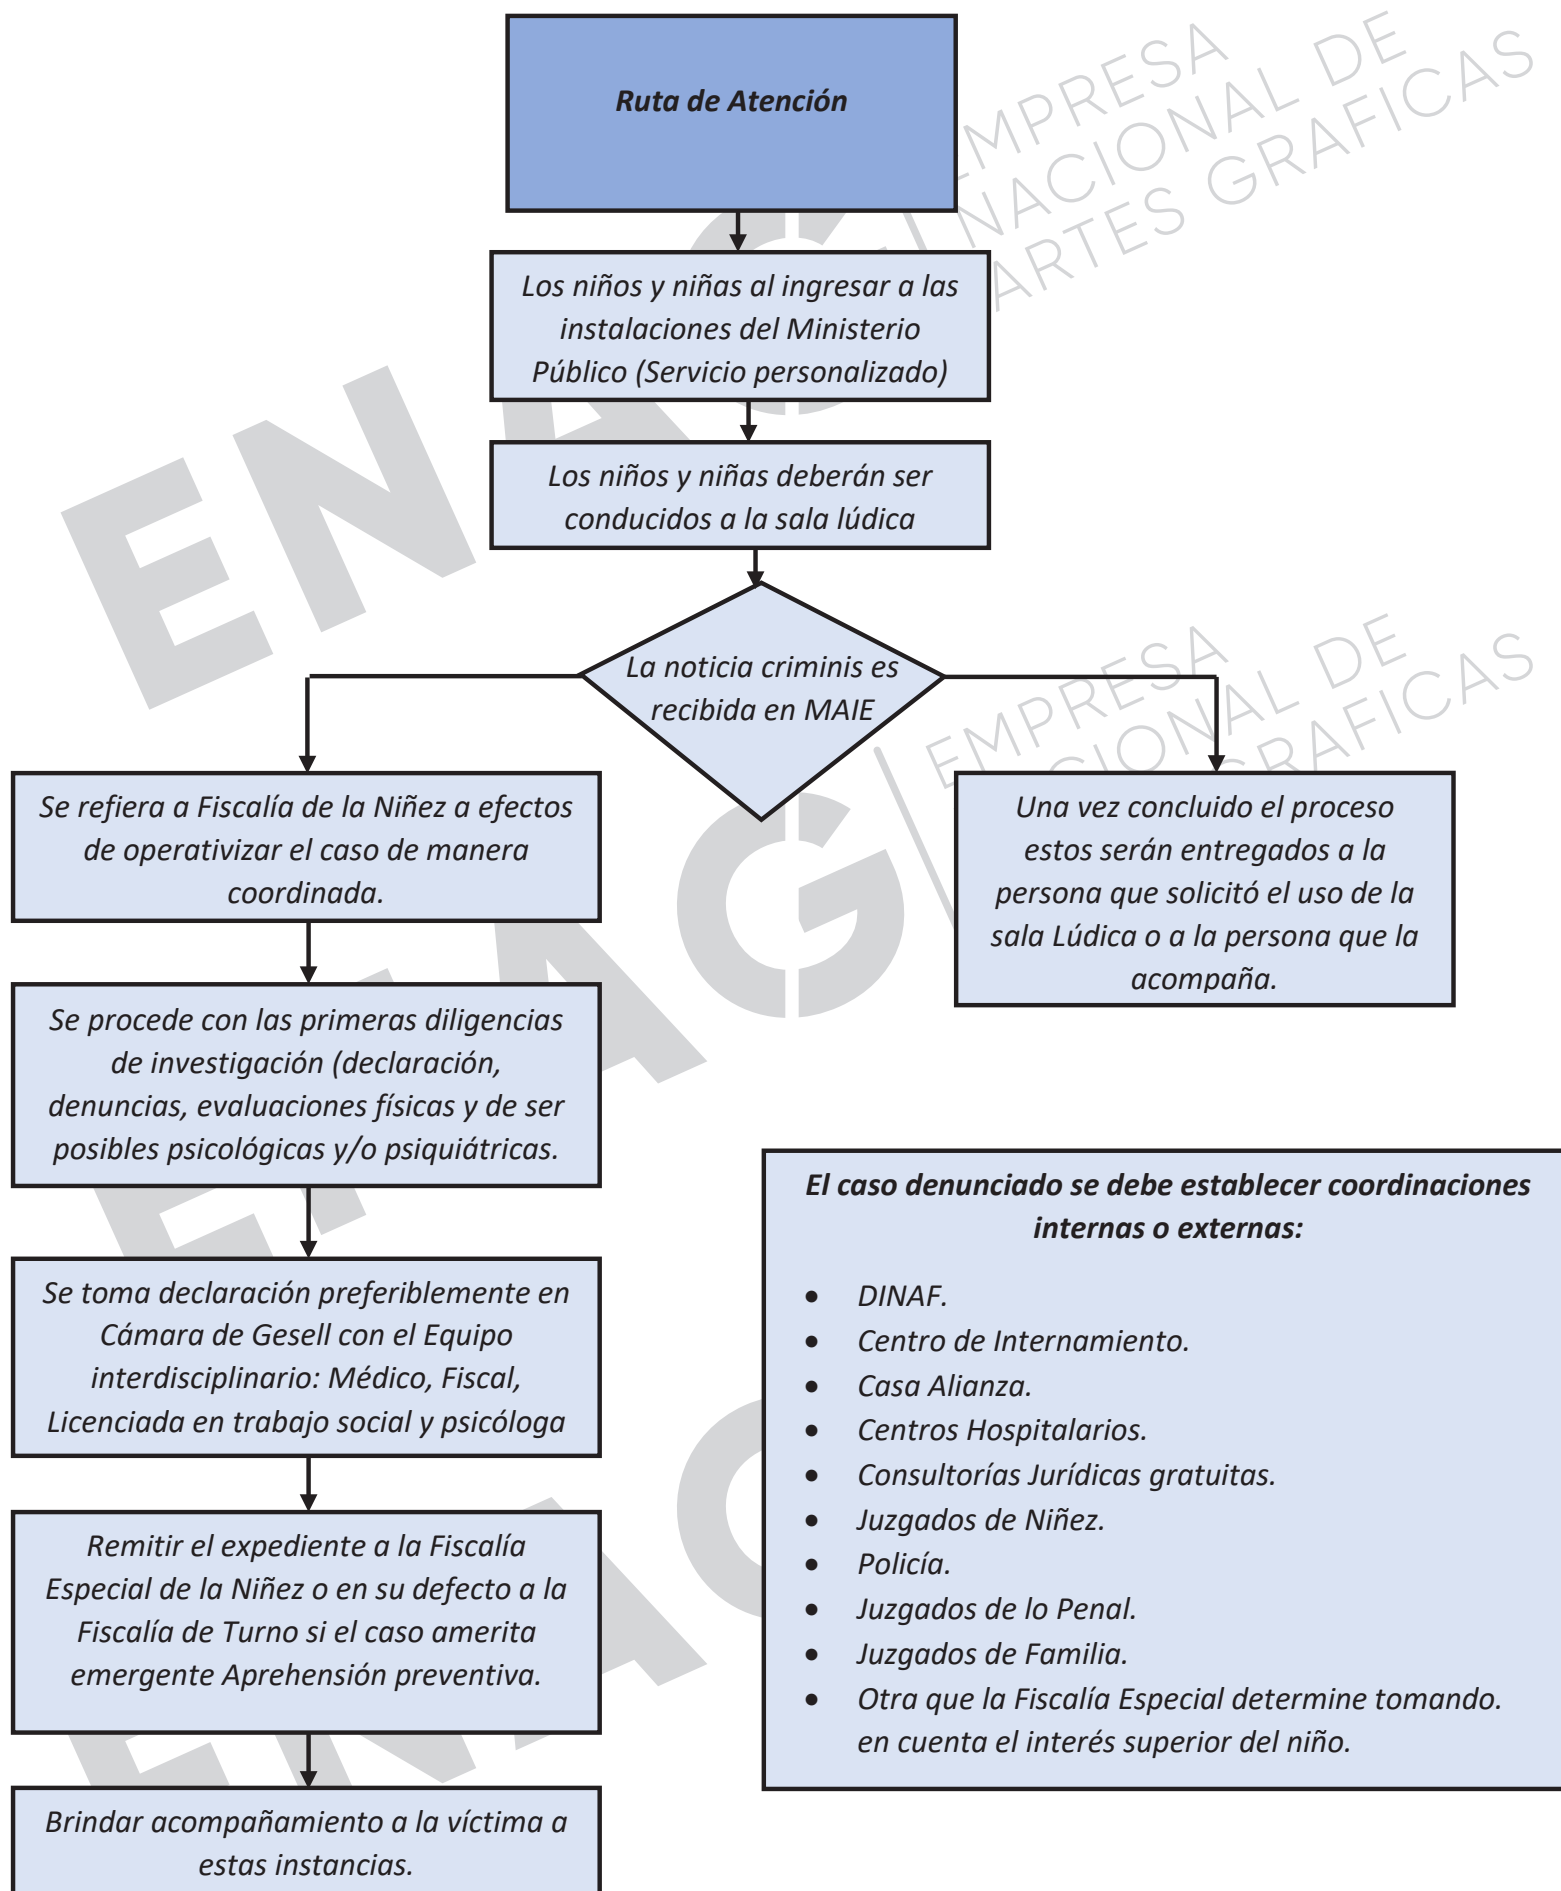 Ruta de Atención
EMPRESA
NACIONAL DE
ARTES GRAFICAS
Los niños y niñas al ingresar a las
instalaciones del Ministerio
Público (Servicio personalizado)
Los niños y niñas deberán ser
conducidos a la sala lúdica
ENAG
La noticia criminis es
recibida en MAIE
EMPRESA
NACIONAL DE
GRAFICAS
Se refiera a Fiscalía de la Niñez a efectos
de operativizar el caso de manera
coordinada.
Una vez concluido el proceso
estos serán entregados a la
persona que solicitó el uso de la
sala Lúdica o a la persona que la
acompaña.
ENAG
Se procede con las primeras diligencias
de investigación (declaración,
denuncias, evaluaciones físicas y de ser
posibles psicológicas y/o psiquiátricas.
Se toma declaración preferiblemente en
Cámara de Gesell con el Equipo
interdisciplinario: Médico, Fiscal,
Licenciada en trabajo social y psicóloga
Remitir el expediente a la Fiscalía
Especial de la Niñez o en su defecto a la
Fiscalía de Turno si el caso amerita
emergente Aprehensión preventiva.
ENAG
Brindar acompañamiento a la víctima a
estas instancias.
El caso denunciado se debe establecer coordinaciones
internas o externas:
• DINAF.
• Centro de Internamiento.
• Casa Alianza.
• Centros Hospitalarios.
• Consultorías Jurídicas gratuitas.
• Juzgados de Niñez.
• Policía.
• Juzgados de lo Penal.
• Juzgados de Familia.
• Otra que la Fiscalía Especial determine tomando.
en cuenta el interés superior del niño.